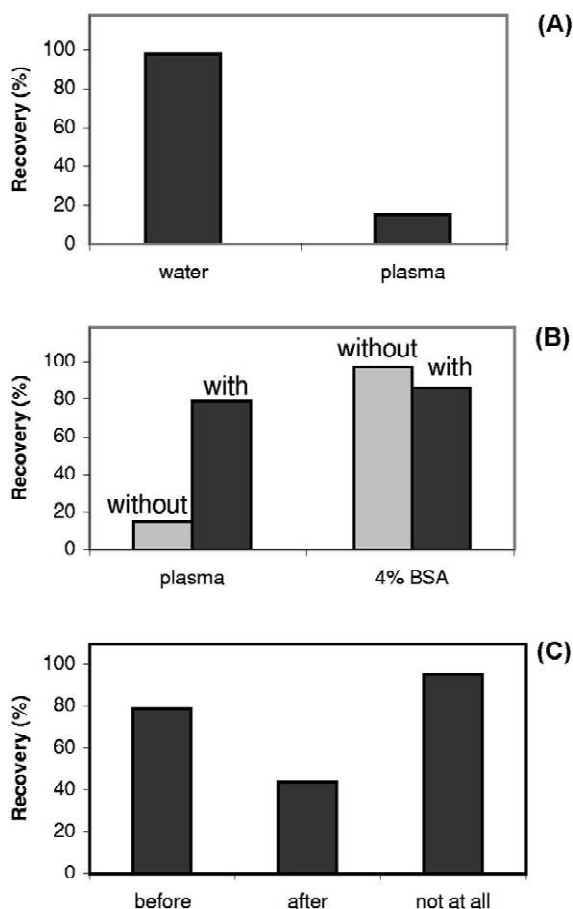 (A)
Recovery (%)
100
80
60
40
20
0
water plasma
(B)
Recovery (%)
100
80
60
40
20
0
without
with
without
with
plasma 4% BSA
(C)
Recovery (%)
100
80
60
40
20
0
before after not at all